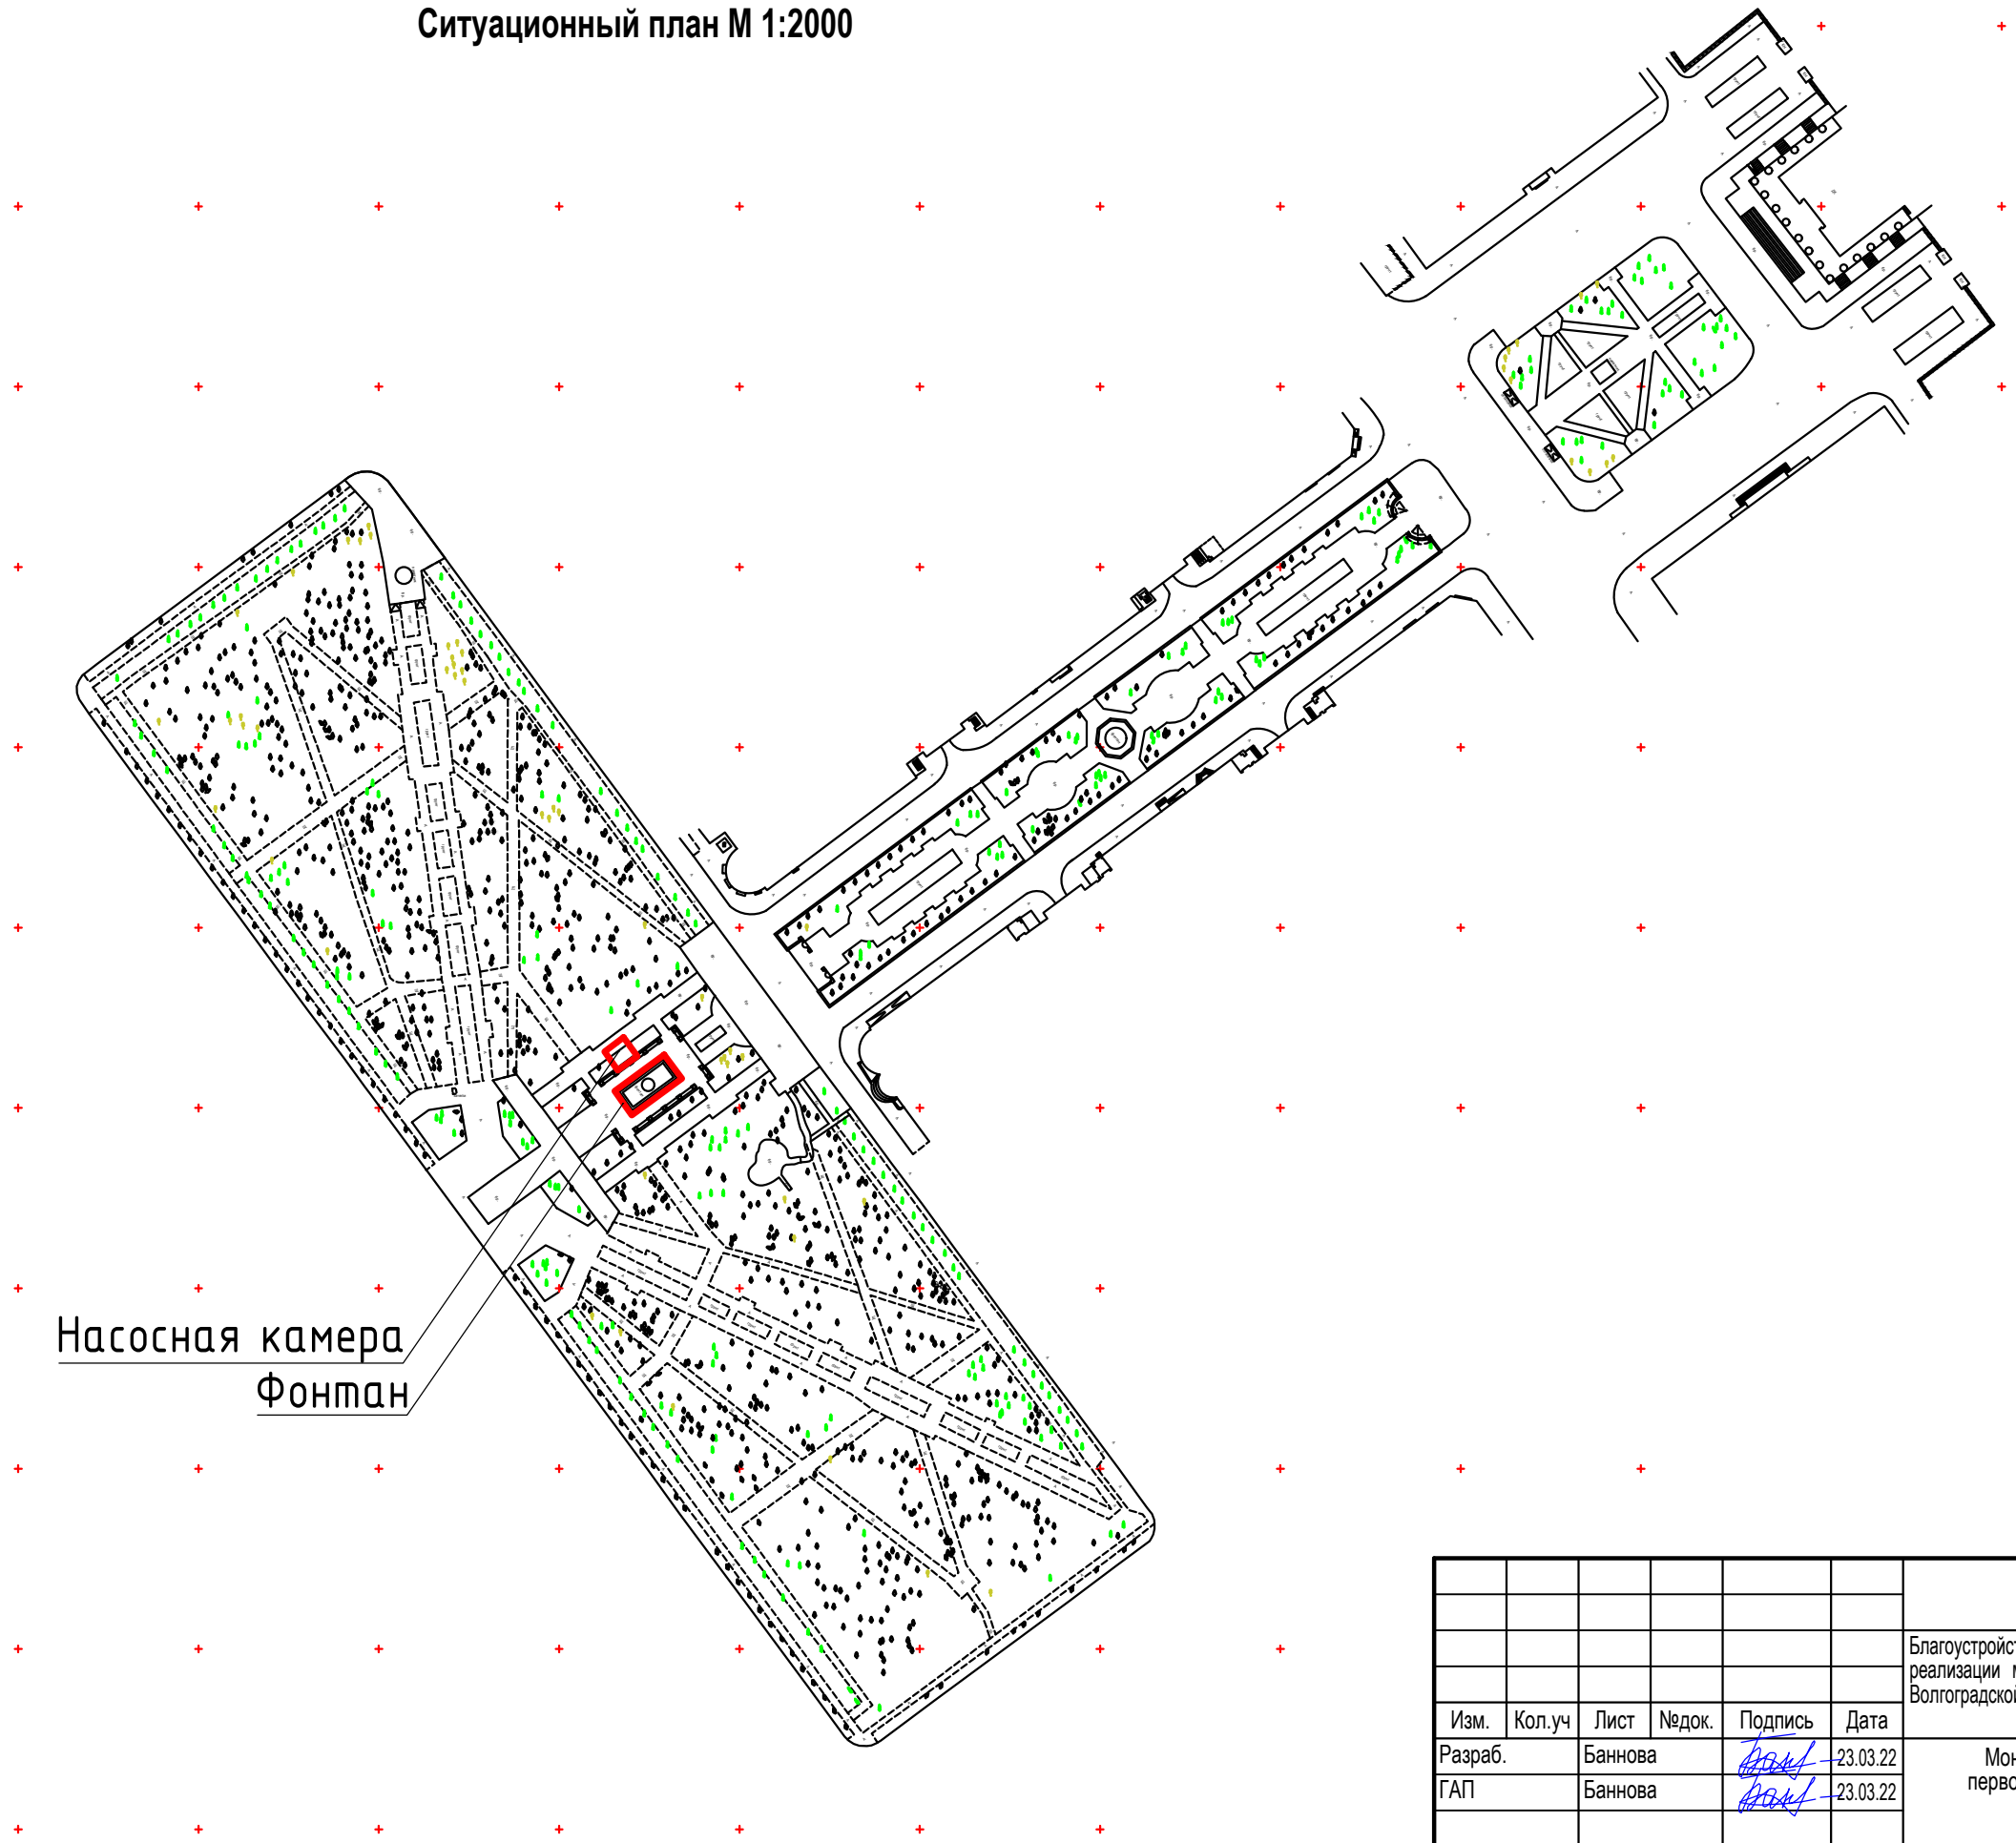 Ситуационный план М 1:2000
Насосная камера
Фонтан
Благоустройст
реализации м
Волгоградской
Изм. Кол.уч Лист №док. Подпись Дата
Разраб. Баннова 23.03.22
Мон
ГАП Баннова 23.03.22
перво